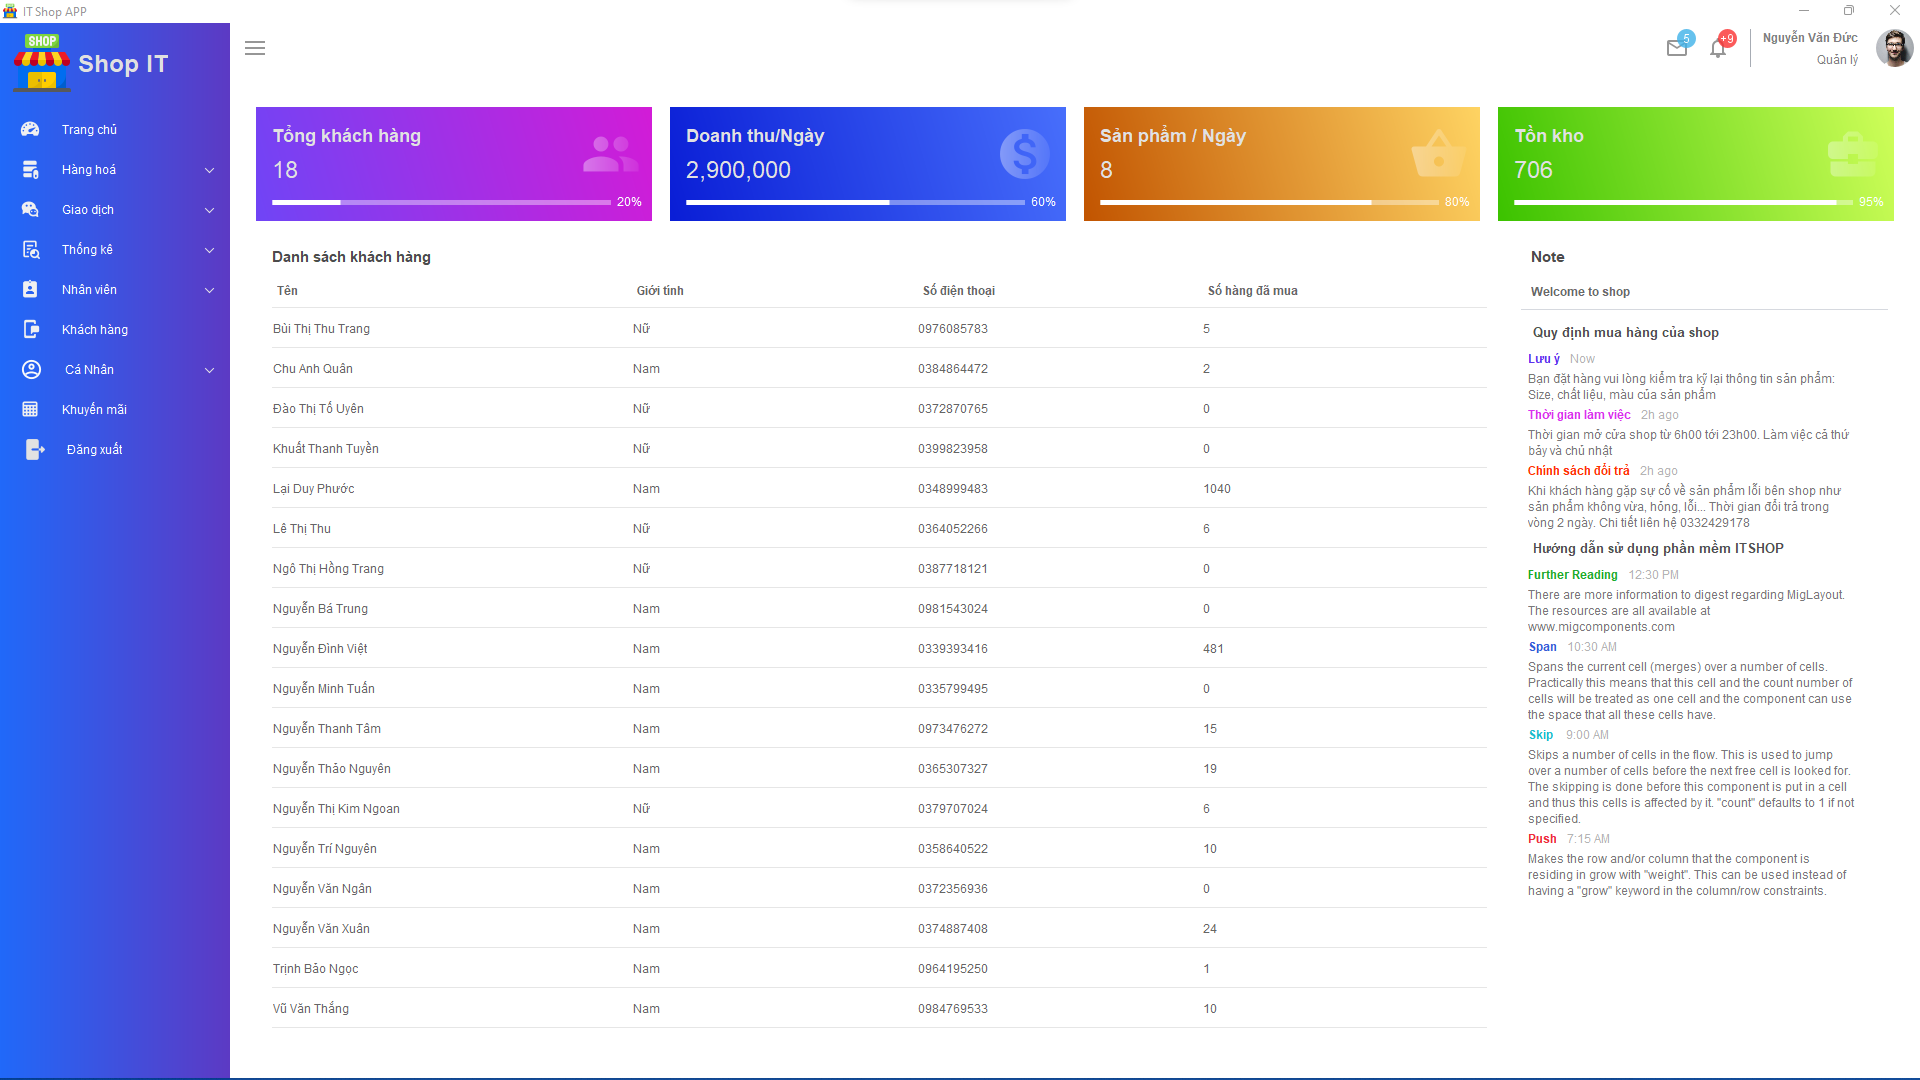 IT Shop APP
SHOP
Shop IT
5
+9
Nguyễn Văn Đức
Quản lý
Trang chủ
Hàng hoá
Giao dịch
Thống kê
Nhân viên
Khách hàng
Cá Nhân
Khuyến mãi
Đăng xuất
Tổng khách hàng
18
20%
Doanh thu/Ngày
2,900,000
60%
Sản phẩm / Ngày
8
80%
Tồn kho
706
95%
Danh sách khách hàng
Tên Giới tính Số điện thoại Số hàng đã mua
Bùi Thị Thu Trang Nữ 0976085783 5
Chu Anh Quân Nam 0384864472 2
Đào Thị Tố Uyên Nữ 0372870765 0
Khuất Thanh Tuyền Nữ 0399823958 0
Lại Duy Phước Nam 0348999483 1040
Lê Thị Thu Nữ 0364052266 6
Ngô Thị Hồng Trang Nữ 0387718121 0
Nguyễn Bá Trung Nam 0981543024 0
Nguyễn Đình Việt Nam 0339393416 481
Nguyễn Minh Tuấn Nam 0335799495 0
Nguyễn Thanh Tâm Nam 0973476272 15
Nguyễn Thảo Nguyên Nam 0365307327 19
Nguyễn Thị Kim Ngoan Nữ 0379707024 6
Nguyễn Trí Nguyên Nam 0358640522 10
Nguyễn Văn Ngân Nam 0372356936 0
Nguyễn Văn Xuân Nam 0374887408 24
Trịnh Bảo Ngọc Nam 0964195250 1
Vũ Văn Thắng Nam 0984769533 10
Note
Welcome to shop
Quy định mua hàng của shop
Lưu ý Now
Bạn đặt hàng vui lòng kiểm tra kỹ lại thông tin sản phẩm:
Size, chất liệu, màu của sản phẩm
Thời gian làm việc 2h ago
Thời gian mở cửa shop từ 6h00 tới 23h00. Làm việc cả thứ
bảy và chủ nhật
Chính sách đổi trả 2h ago
Khi khách hàng gặp sự cố về sản phẩm lỗi bên shop như
sản phẩm không vừa, hỏng, lỗi... Thời gian đổi trả trong
vòng 2 ngày. Chi tiết liên hệ 0332429178
Hướng dẫn sử dụng phần mềm ITSHOP
Further Reading 12:30 PM
There are more information to digest regarding MigLayout.
The resources are all available at
www.migcomponents.com
Span 10:30 AM
Spans the current cell (merges) over a number of cells.
Practically this means that this cell and the count number of
cells will be treated as one cell and the component can use
the space that all these cells have.
Skip 9:00 AM
Skips a number of cells in the flow. This is used to jump
over a number of cells before the next free cell is looked for.
The skipping is done before this component is put in a cell
and thus this cells is affected by it. "count" defaults to 1 if not
specified.
Push 7:15 AM
Makes the row and/or column that the component is
residing in grow with "weight". This can be used instead of
having a "grow" keyword in the column/row constraints.